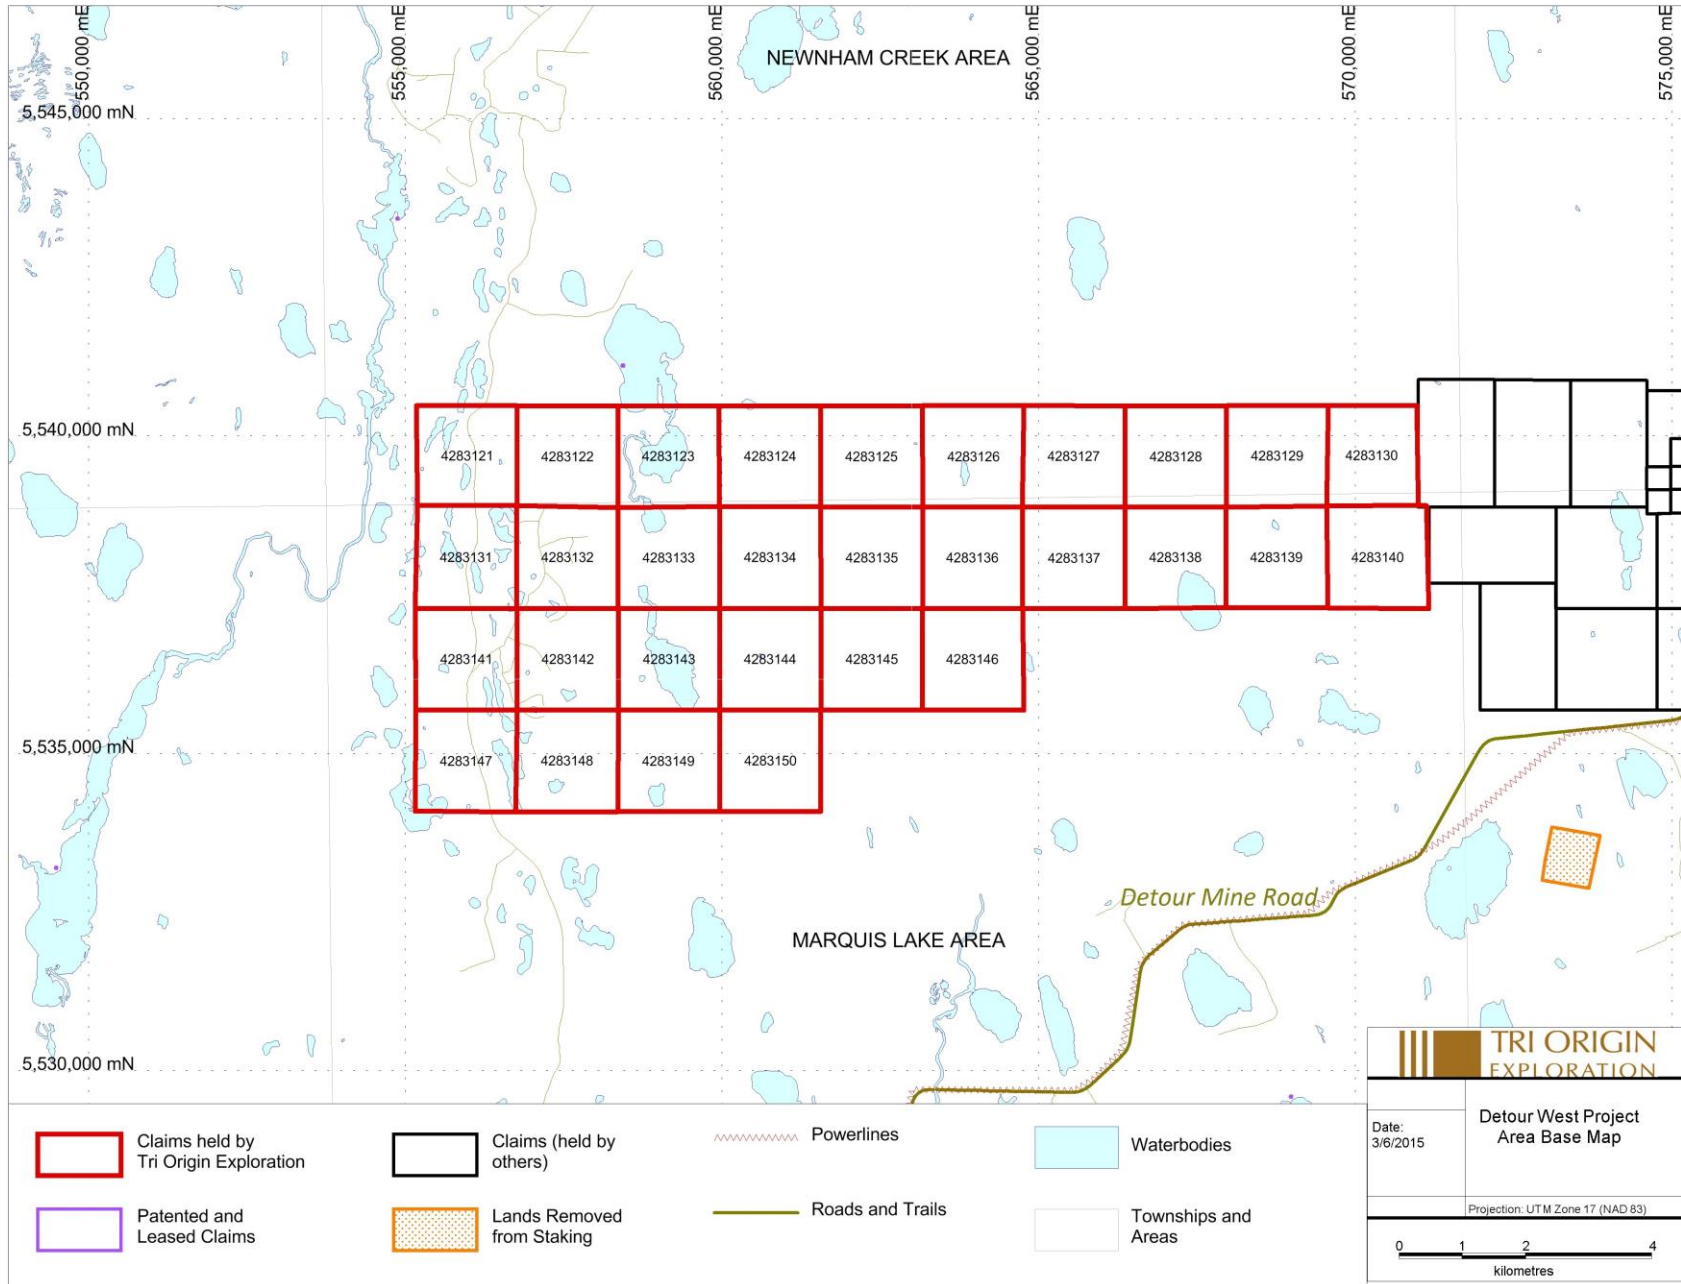 550,000 mE
555,000 mE
560,000 mE
565,000 mE
570,000 mE
575,000 mE
NEWNHAM CREEK AREA
5,545,000 mN
5,540,000 mN
4283121
4283122
4283123
4283124
4283125
4283126
4283127
4283128
4283129
4283130
4283131
4283132
4283133
4283134
4283135
4283136
4283137
4283138
4283139
4283140
4283141
4283142
4283143
4283144
4283145
4283146
5,535,000 mN
4283147
4283148
4283149
4283150
Detour Mine Road
MARQUIS LAKE AREA
5,530,000 mN
Claims held by
Tri Origin Exploration
Claims (held by
others)
Powerlines
Waterbodies
Patented and
Leased Claims
Lands Removed
from Staking
Roads and Trails
Townships and
Areas
TRI ORIGIN
EXPLORATION
Date:
3/6/2015
Detour West Project
Area Base Map
Projection: UTM Zone 17 (NAD 83)
0 1 2 4
kilometres